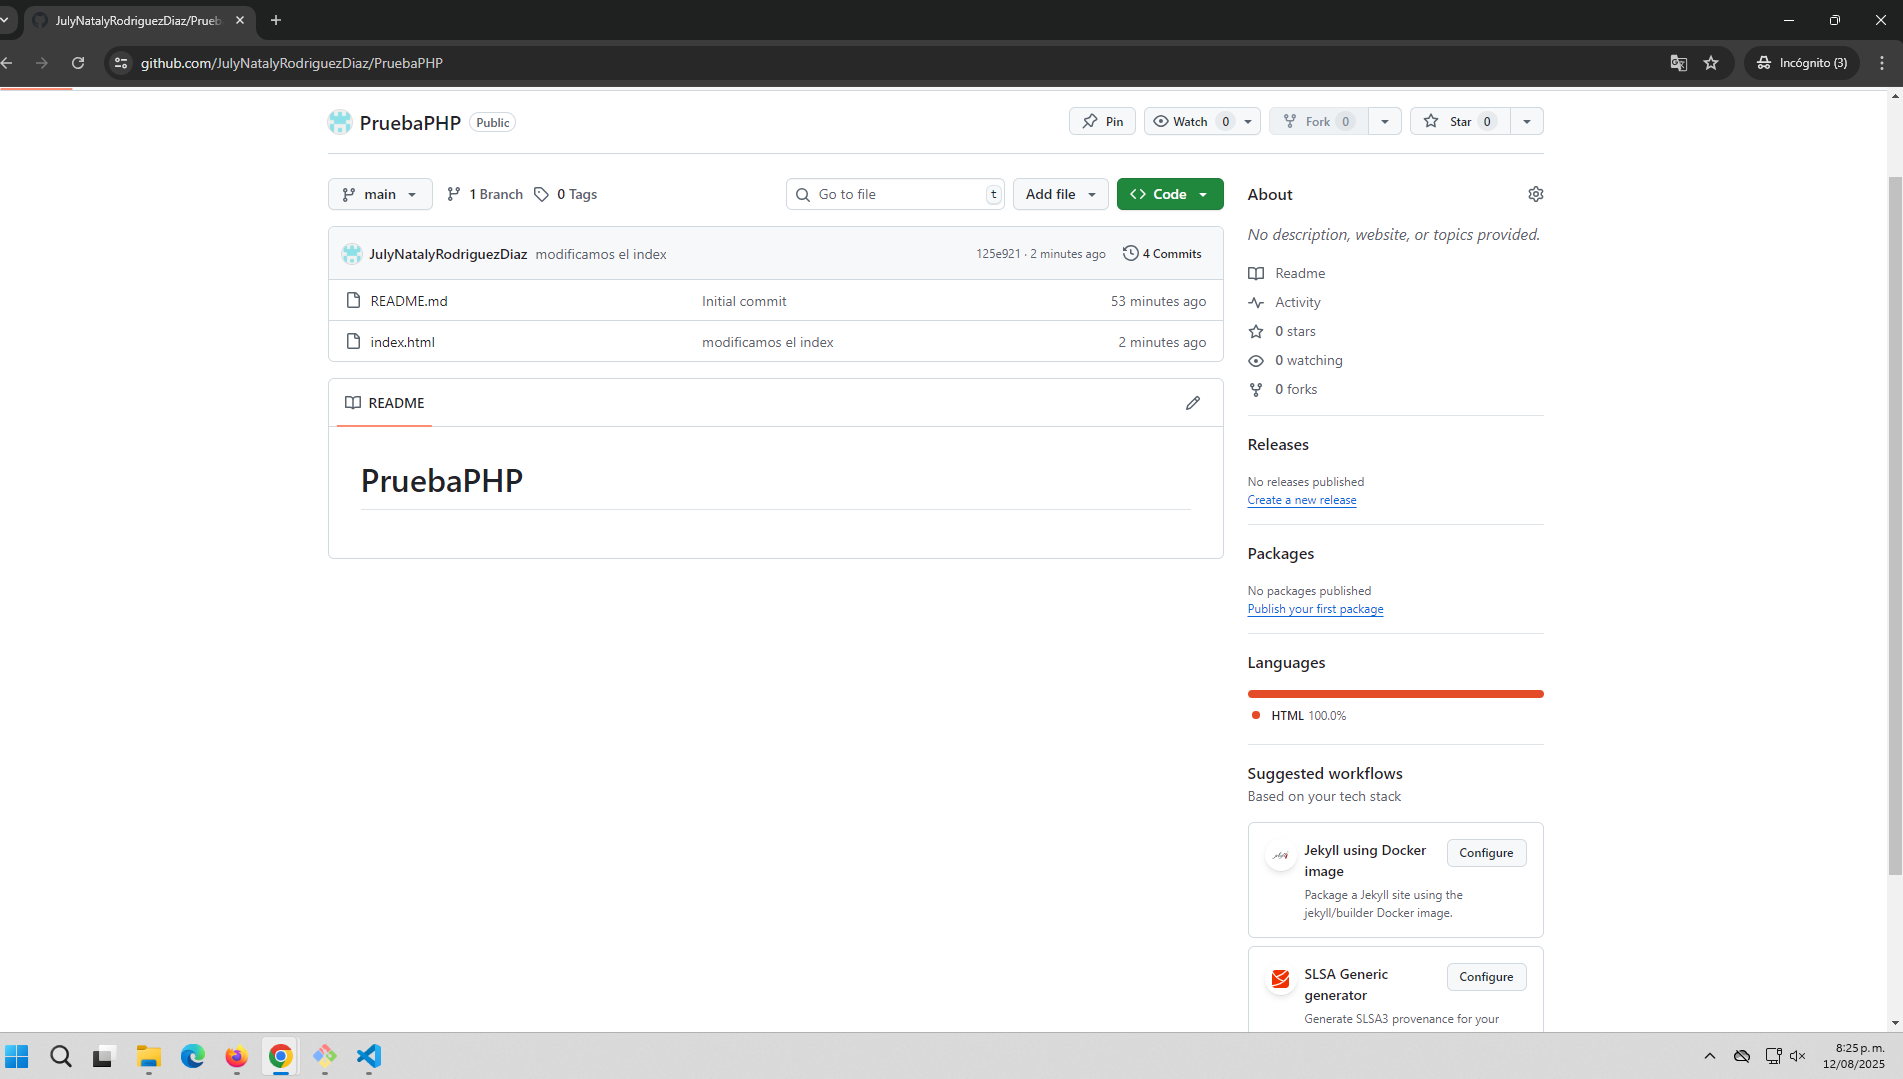 JulyNatalyRodriguezDiaz/Prueb
github.com/JulyNatalyRodriguezDiaz/PruebaPHP
Incógnito (3)
PruebaPHP Public
Pin
Watch 0
Fork 0
Star 0
main
1 Branch
0 Tags
Go to file t
Add file
Code
JulyNatalyRodriguezDiaz modificamos el index
125e921 · 2 minutes ago
4 Commits
README.md Initial commit 53 minutes ago
index.html modificamos el index 2 minutes ago
README
PruebaPHP
About
No description, website, or topics provided.
Readme
Activity
0 stars
0 watching
0 forks
Releases
No releases published
Create a new release
Packages
No packages published
Publish your first package
Languages
HTML 100.0%
Suggested workflows
Based on your tech stack
Jekyll using Docker
image
Configure
Package a Jekyll site using the
jekyll/builder Docker image.
SLSA Generic
generator
Configure
Generate SLSA3 provenance for your
8:25 p. m.
12/08/2025